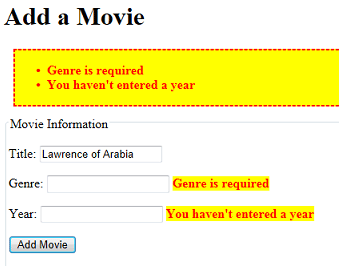 Add a Movie
• Genre is required
• You haven't entered a year
Movie Information
Title: Lawrence of Arabia
Genre: Genre is required
Year: You haven't entered a year
Add Movie